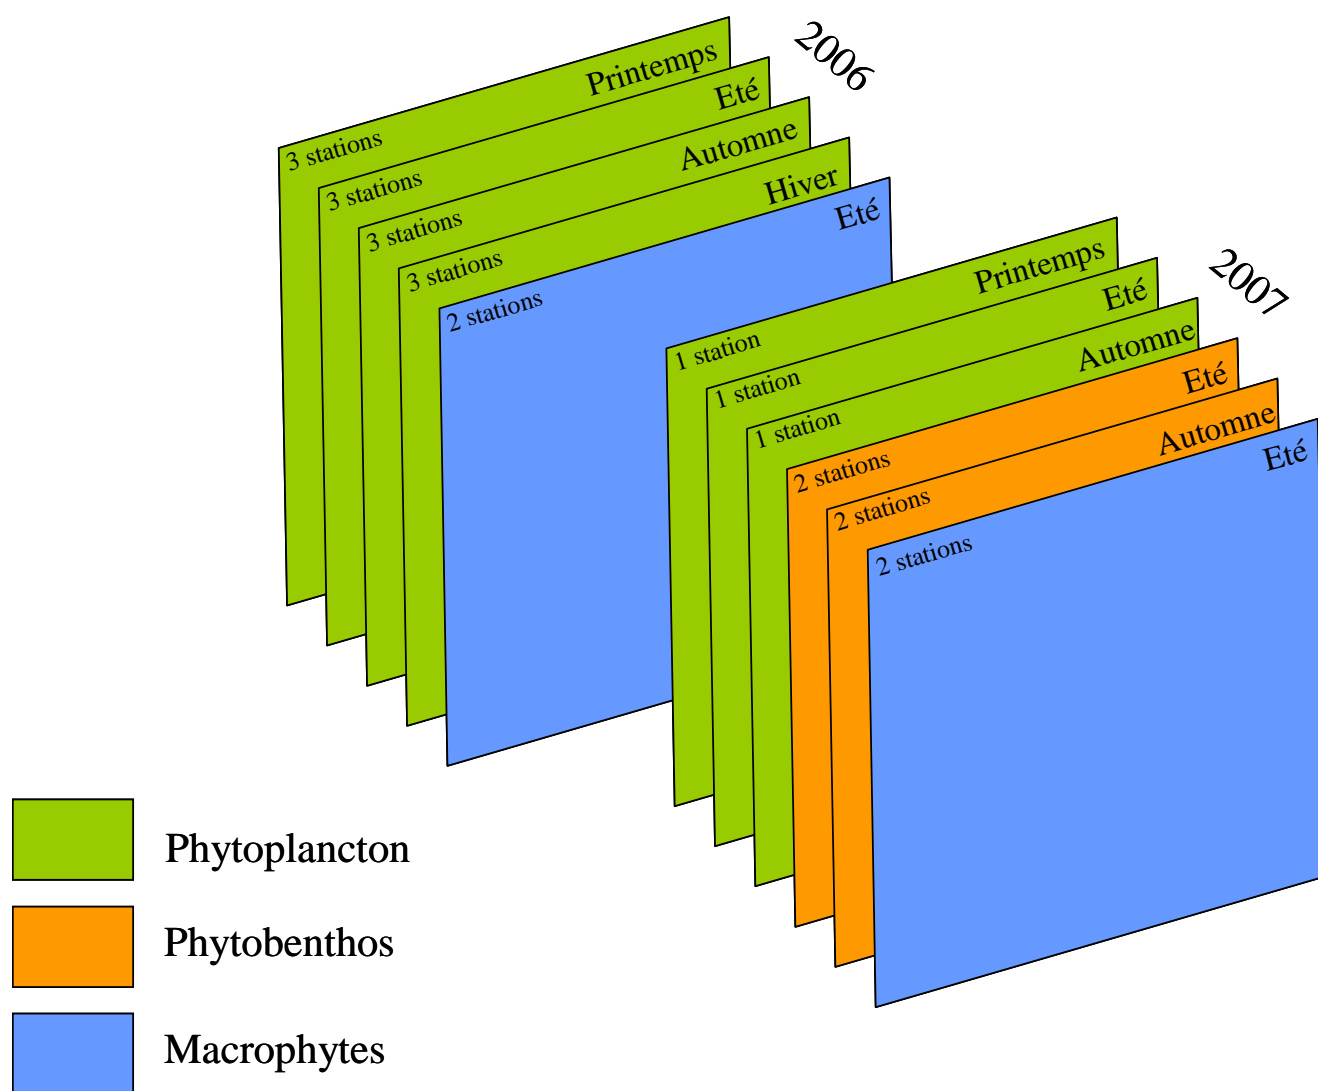 2006
Printemps
3 stations
Eté
3 stations
Automne
3 stations
Hiver
3 stations
Eté
2 stations
2007
Printemps
1 station
Eté
1 station
Automne
1 station
Eté
2 stations
Automne
2 stations
Eté
2 stations
Phytoplancton
Phytobenthos
Macrophytes